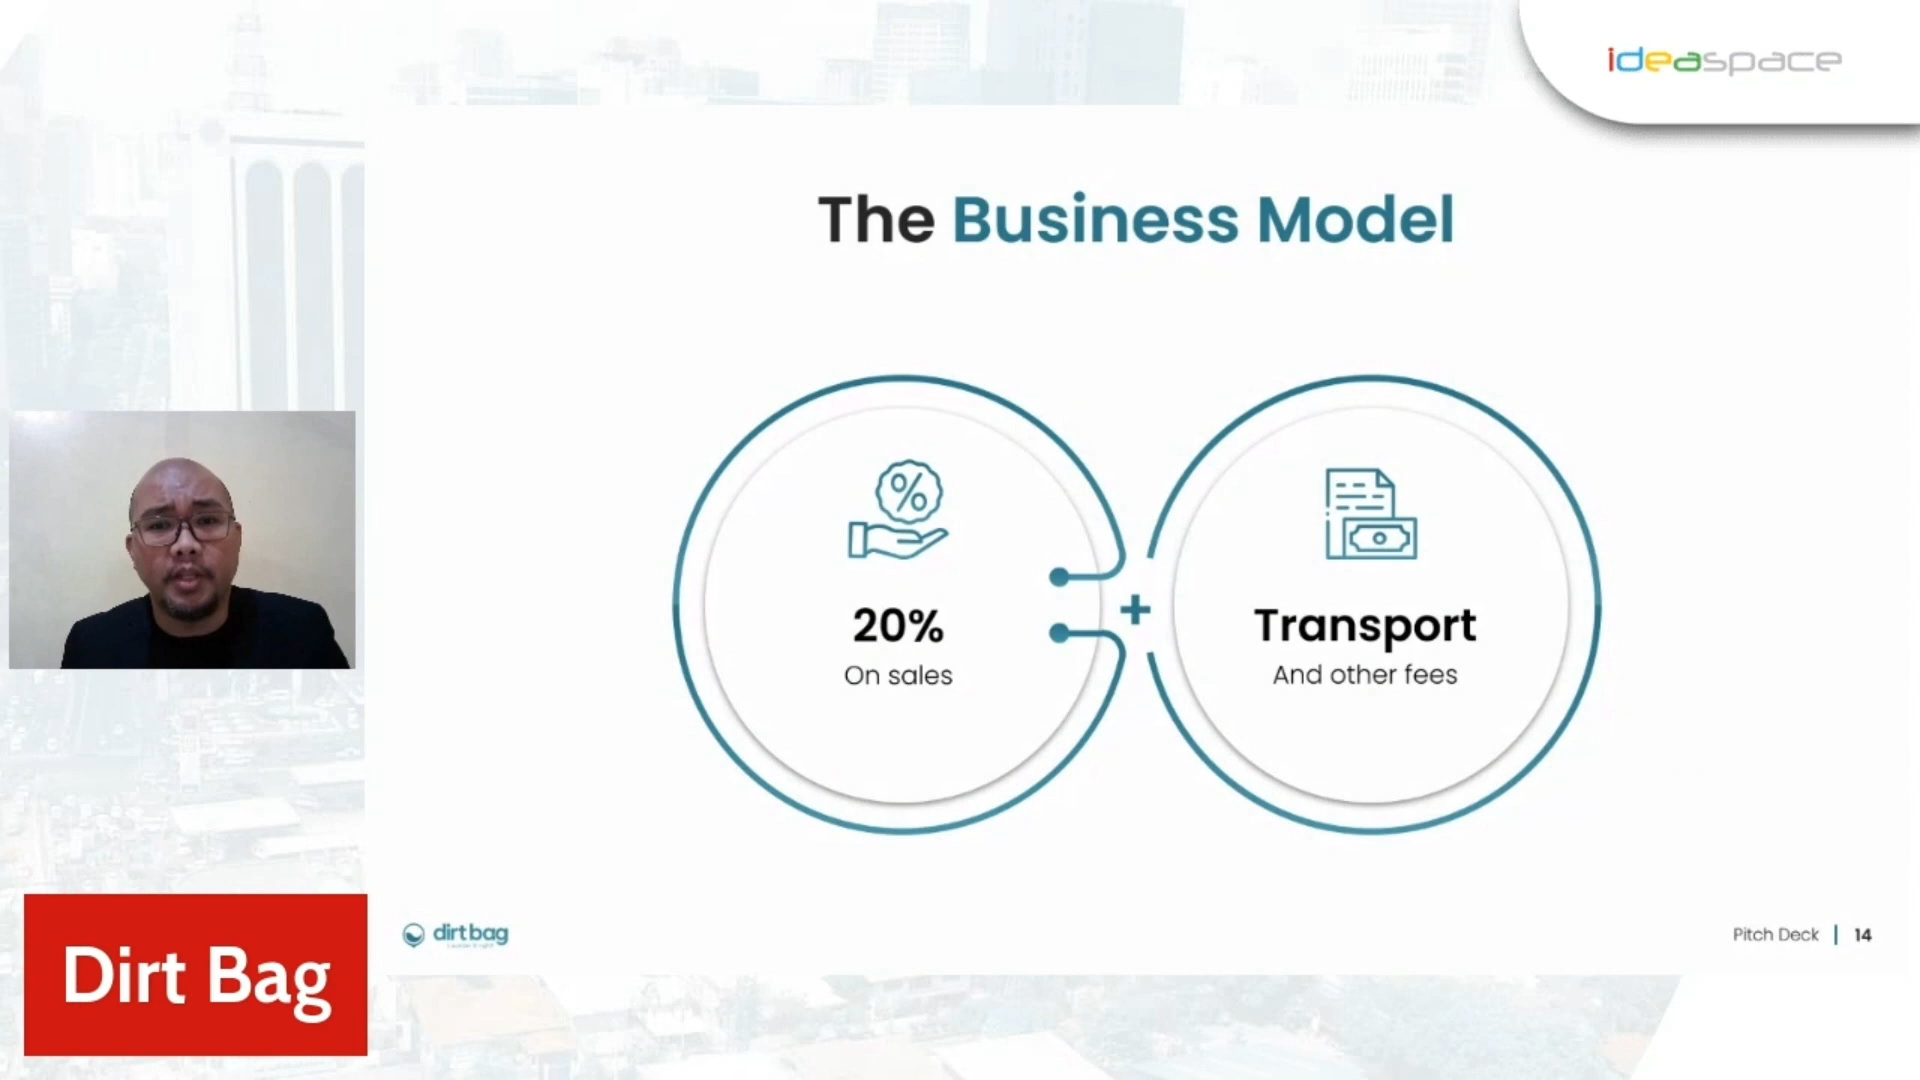 ideaspace
The Business Model
%
20%
On sales
+
Transport
And other fees
Dirt Bag
dirtbag
Pitch Deck | 14